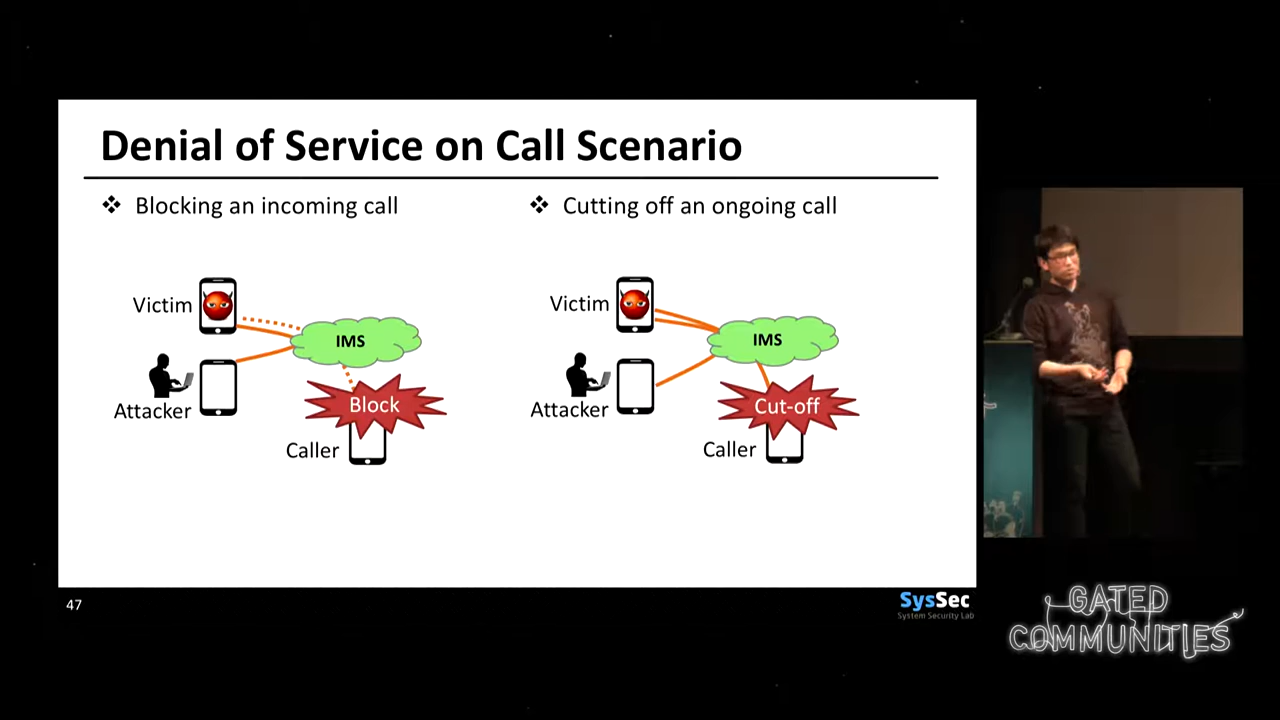 Denial of Service on Call Scenario
❖ Blocking an incoming call
Victim
IMS
Attacker
Block
Caller
❖ Cutting off an ongoing call
Victim
IMS
Attacker
Cut-off
Caller
47
SysSec
System Security Lab
GATED
COMMUNITIES